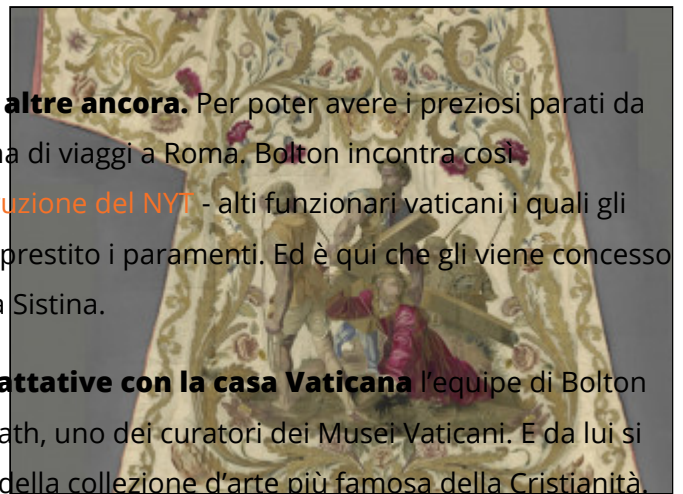 altre ancora. Per poter avere i preziosi parati da
na di viaggi a Roma. Bolton incontra così
uzione del NYT - alti funzionari vaticani i quali gli
prestito i paramenti. Ed è qui che gli viene concesso
a Sistina.
attative con la casa Vaticana l’equipe di Bolton
ath, uno dei curatori dei Musei Vaticani. E da lui si
della collezione d’arte più famosa della Cristianità.